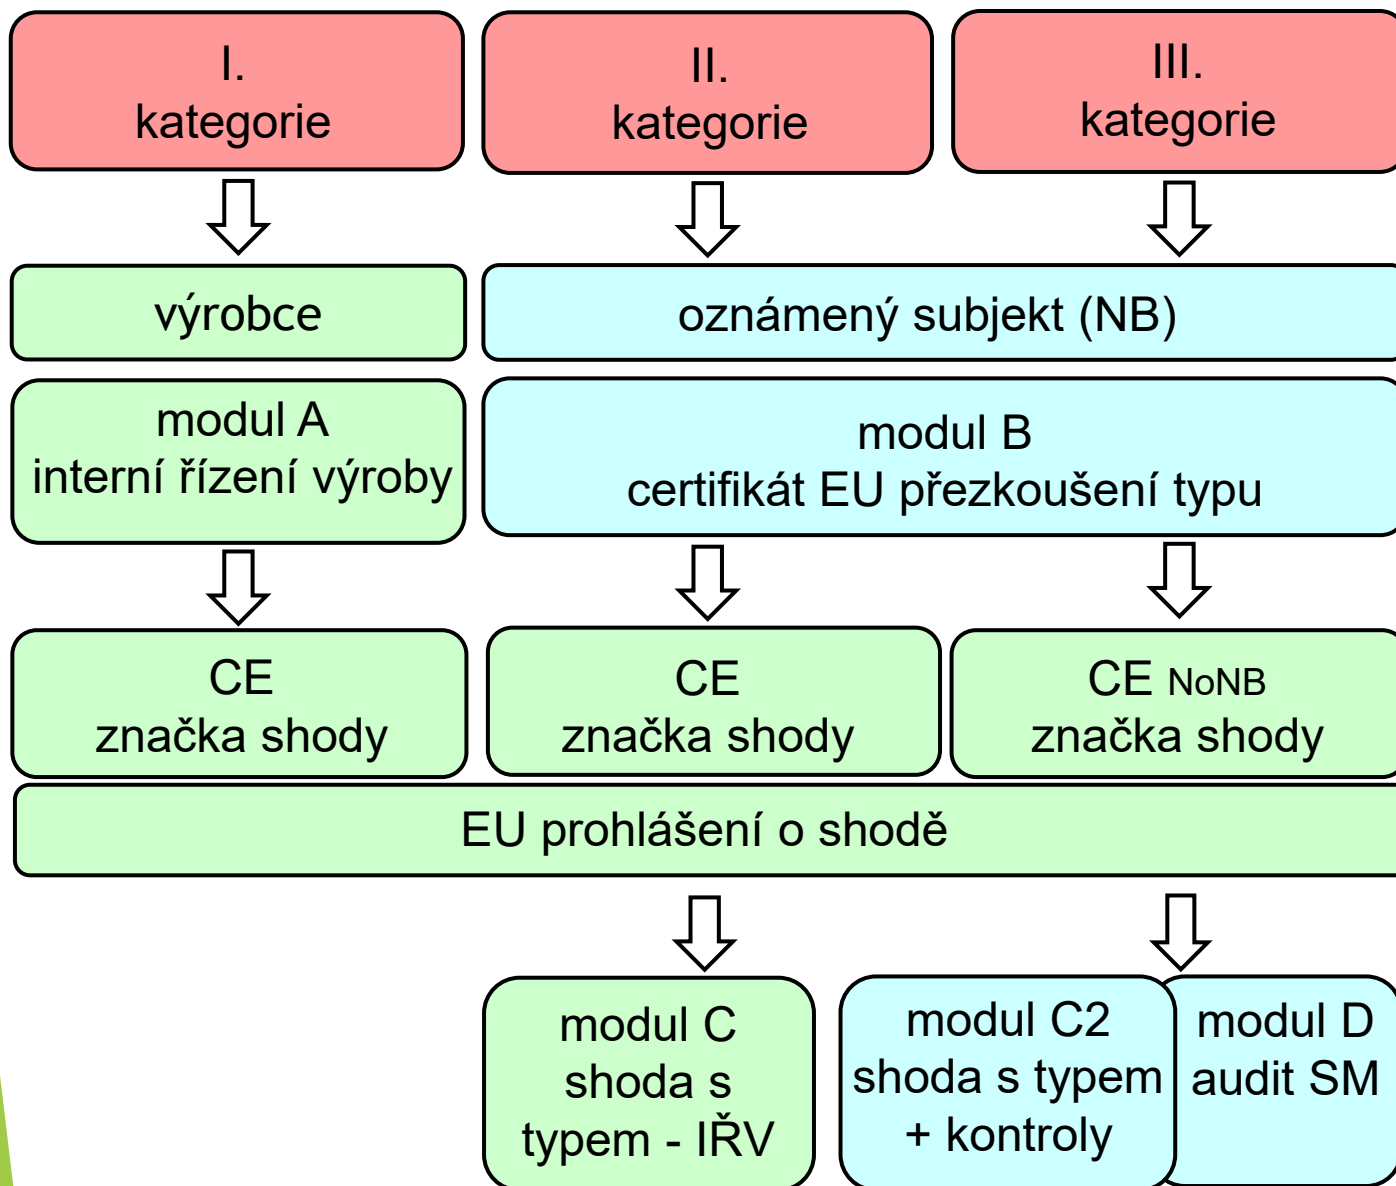 I.
kategorie
II.
kategorie
III.
kategorie
výrobce
oznámený subjekt (NB)
modul A
interní řízení výroby
modul B
certifikát EU přezkoušení typu
CE
značka shody
CE
značka shody
CE NoNB
značka shody
EU prohlášení o shodě
modul C
shoda s
typem - IŘV
modul C2
shoda s typem
+ kontroly
modul D
audit SM